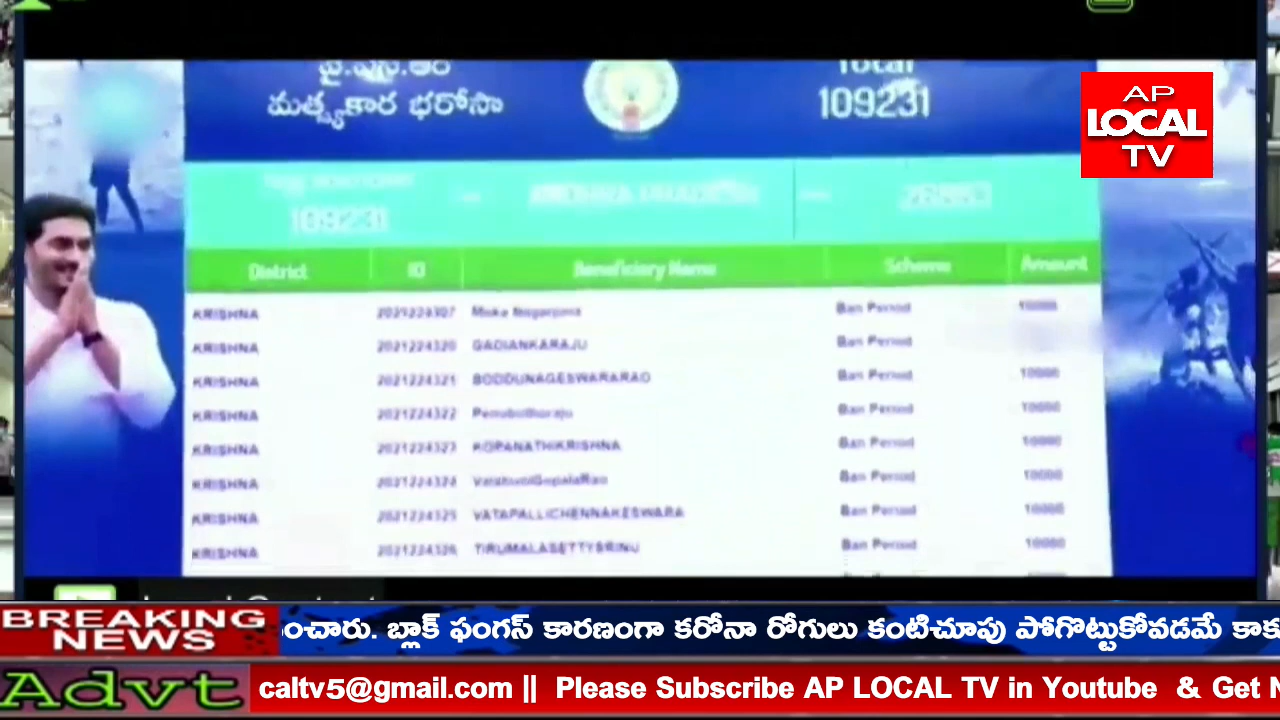 వై.యస్.ఆర్
మత్స్యకార భరోసా
Total
109231
AP
LOCAL
TV
109231
District ID Beneficiary Name Scheme Amount
KRISHNA 2021224307 Moka Nagarjuna Ban Period 10000
KRISHNA 2021224320 GADIANKARAJU Ban Period
KRISHNA 2021224321 BODDUNAGESWARARAO Ban Period 10000
KRISHNA 2021224322 Ban Period 10000
KRISHNA 2021224323 KOPANATHIKRISHNA Ban Period 10000
KRISHNA 2021224324 Ban Period 10000
KRISHNA 2021224325 VATAPALLICHENNAKESWARA Ban Period 10000
KRISHNA 2021224326 TIRUMALASETTYSRINU Ban Period 10000
BREAKING
NEWS
ంచారు. బ్లాక్ ఫంగస్ కారణంగా కరోనా రోగులు కంటిచూపు పోగొట్టుకోవడమే కాక
Advt
caltv5@gmail.com || Please Subscribe AP LOCAL TV in Youtube & Get N